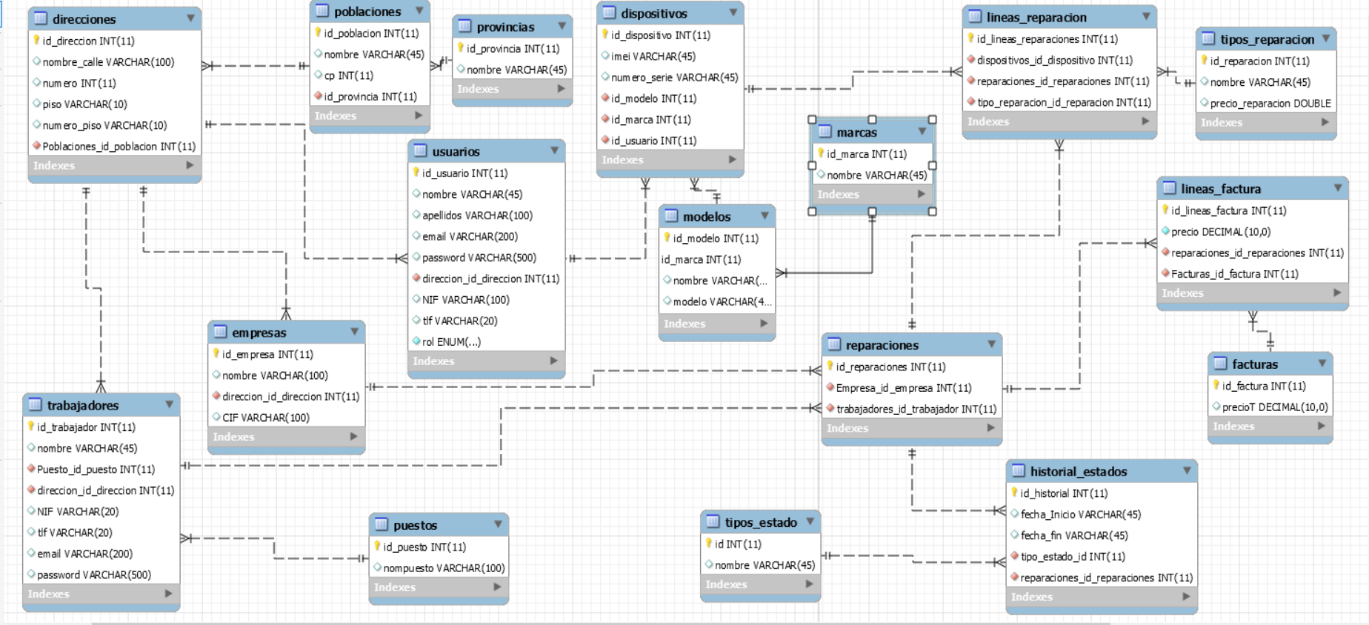 direcciones
id_direccion INT(11)
nombre_calle VARCHAR(100)
numero INT(11)
piso VARCHAR(10)
numero_piso VARCHAR(10)
Poblaciones_id_poblacion INT(11)
Indexes
poblaciones
id_poblacion INT(11)
nombre VARCHAR(45)
cp INT(11)
id_provincia INT(11)
Indexes
provincias
id_provincia INT(11)
nombre VARCHAR(45)
Indexes
dispositivos
id_dispositivo INT(11)
imei VARCHAR(45)
numero_serie VARCHAR(45)
id_modelo INT(11)
id_marca INT(11)
id_usuario INT(11)
Indexes
lineas_reparacion
id_lineas_reparaciones INT(11)
dispositivos_id_dispositivo INT(11)
reparaciones_id_reparaciones INT(11)
tipo_reparacion_id_reparacion INT(11)
Indexes
tipos_reparacion
id_reparacion INT(11)
nombre VARCHAR(45)
precio_reparacion DOUBLE
Indexes
marcas
id_marca INT(11)
nombre VARCHAR(45)
Indexes
usuarios
id_usuario INT(11)
nombre VARCHAR(45)
apellidos VARCHAR(100)
email VARCHAR(200)
password VARCHAR(500)
direccion_id_direccion INT(11)
NIF VARCHAR(100)
tlf VARCHAR(20)
rol ENUM(...)
Indexes
modelos
id_modelo INT(11)
id_marca INT(11)
nombre VARCHAR(...
modelo VARCHAR(4...
Indexes
lineas_factura
id_lineas_factura INT(11)
precio DECIMAL(10,0)
reparaciones_id_reparaciones INT(11)
Facturas_id_factura INT(11)
Indexes
empresas
id_empresa INT(11)
nombre VARCHAR(100)
direccion_id_direccion INT(11)
CIF VARCHAR(100)
Indexes
reparaciones
id_reparaciones INT(11)
Empresa_id_empresa INT(11)
trabajadores_id_trabajador INT(11)
Indexes
facturas
id_factura INT(11)
precioT DECIMAL(10,0)
Indexes
trabajadores
id_trabajador INT(11)
nombre VARCHAR(45)
Puesto_id_puesto INT(11)
direccion_id_direccion INT(11)
NIF VARCHAR(20)
tlf VARCHAR(20)
email VARCHAR(200)
password VARCHAR(500)
Indexes
puestos
id_puesto INT(11)
nompuesto VARCHAR(100)
Indexes
tipos_estado
id INT(11)
nombre VARCHAR(45)
Indexes
historial_estados
id_historial INT(11)
fecha_Inicio VARCHAR(45)
fecha_fin VARCHAR(45)
tipo_estado_id INT(11)
reparaciones_id_reparaciones INT(11)
Indexes